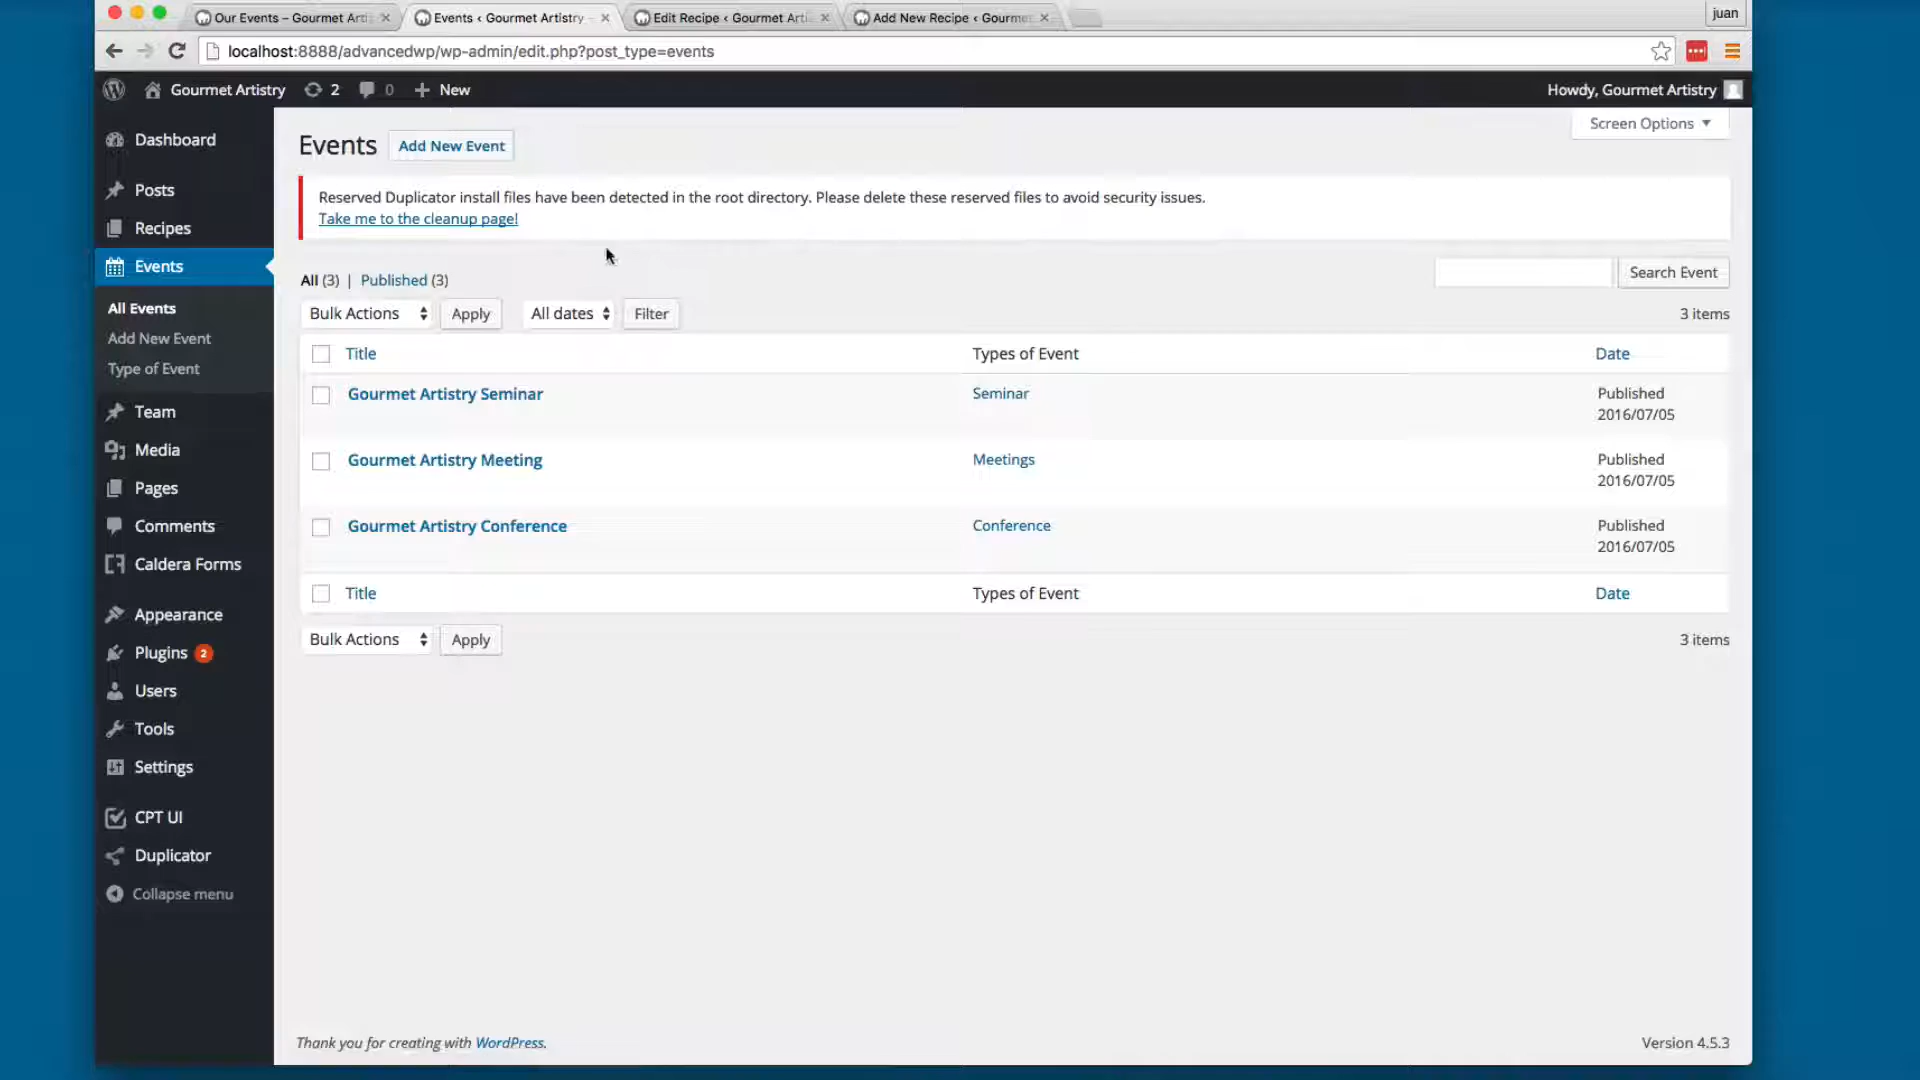 Our Events – Gourmet Arti
Events ‹ Gourmet Artistry
Edit Recipe ‹ Gourmet Arti
Add New Recipe ‹ Gourme
juan
localhost:8888/advancedwp/wp-admin/edit.php?post_type=events
Gourmet Artistry 2 0 New
Howdy, Gourmet Artistry
Dashboard
Posts
Recipes
Events
All Events
Add New Event
Type of Event
Team
Media
Pages
Comments
Caldera Forms
Appearance
Plugins 2
Users
Tools
Settings
CPT UI
Duplicator
Collapse menu
Screen Options
Events Add New Event
Reserved Duplicator install files have been detected in the root directory. Please delete these reserved files to avoid security issues.
Take me to the cleanup page!
All (3) | Published (3)
Search Event
Bulk Actions Apply All dates Filter 3 items
Title Types of Event Date
Gourmet Artistry Seminar Seminar Published
2016/07/05
Gourmet Artistry Meeting Meetings Published
2016/07/05
Gourmet Artistry Conference Conference Published
2016/07/05
Title Types of Event Date
Bulk Actions Apply 3 items
Thank you for creating with WordPress. Version 4.5.3